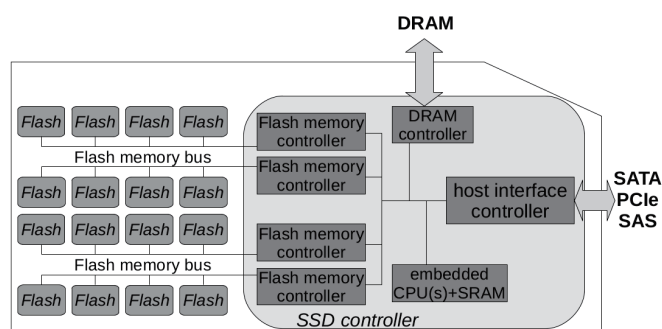 DRAM
Flash Flash Flash Flash
Flash memory
controller
DRAM
controller
Flash memory bus
Flash memory
controller
Flash Flash Flash Flash
host interface
controller
SATA
PCIe
SAS
Flash Flash Flash Flash
Flash memory
controller
Flash memory bus
Flash memory
controller
embedded
CPU(s)+SRAM
Flash Flash Flash Flash
SSD controller